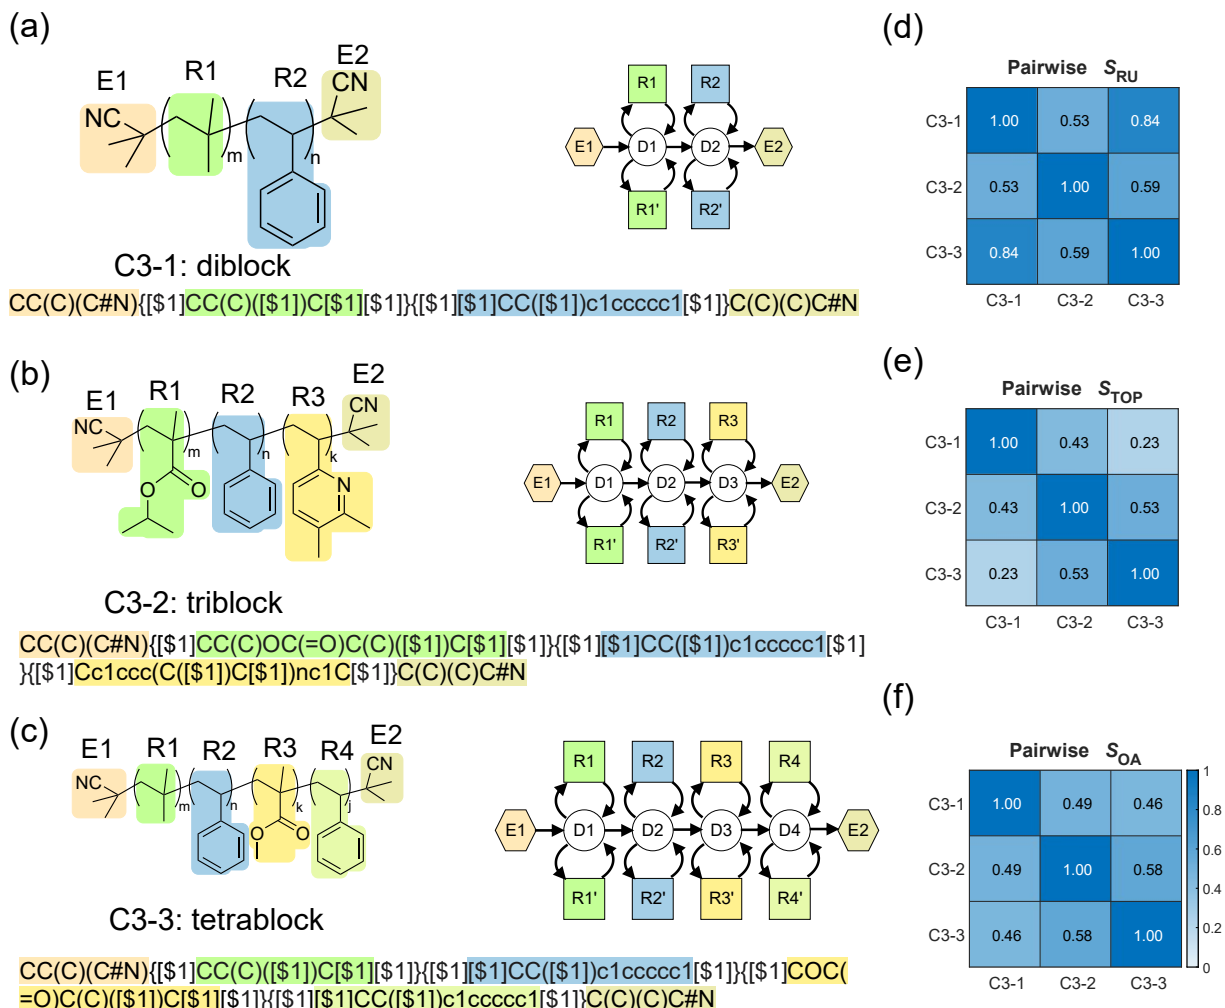 (a)
E1
R1
R2
E2
NC
CN
m
n
C3-1: diblock
R1 R2
E1 D1 D2 E2
R1' R2'
CC(C)(C#N){[$1]CC(C)([$1])C[$1][$1]}{[$1][$1]CC([$1])c1ccccc1[$1]}C(C)(C)C#N
(d)
Pairwise S_RU
C3-1 1.00 0.53 0.84
C3-2 0.53 1.00 0.59
C3-3 0.84 0.59 1.00
C3-1 C3-2 C3-3
(b)
E1
R1
R2
R3
E2
NC
CN
m
n
k
O
O
N
C3-2: triblock
R1 R2 R3
E1 D1 D2 D3 E2
R1' R2' R3'
CC(C)(C#N){[$1]CC(C)OC(=O)C(C)([$1])C[$1][$1]}{[$1][$1]CC([$1])c1ccccc1[$1]
}{[$1]Cc1ccc(C([$1])C[$1])nc1C[$1]}C(C)(C)C#N
(e)
Pairwise S_TOP
C3-1 1.00 0.43 0.23
C3-2 0.43 1.00 0.53
C3-3 0.23 0.53 1.00
C3-1 C3-2 C3-3
(c)
E1
R1
R2
R3
R4
E2
NC
CN
m
n
k
j
O
O
C3-3: tetrablock
R1 R2 R3 R4
E1 D1 D2 D3 D4 E2
R1' R2' R3' R4'
CC(C)(C#N){[$1]CC(C)([$1])C[$1][$1]}{[$1][$1]CC([$1])c1ccccc1[$1]}{[$1]COC(
=O)C(C)([$1])C[$1][$1]}{[$1][$1]CC([$1])c1ccccc1[$1]}C(C)(C)C#N
(f)
Pairwise S_OA
C3-1 1.00 0.49 0.46
C3-2 0.49 1.00 0.58
C3-3 0.46 0.58 1.00
C3-1 C3-2 C3-3
1
0.8
0.6
0.4
0.2
0